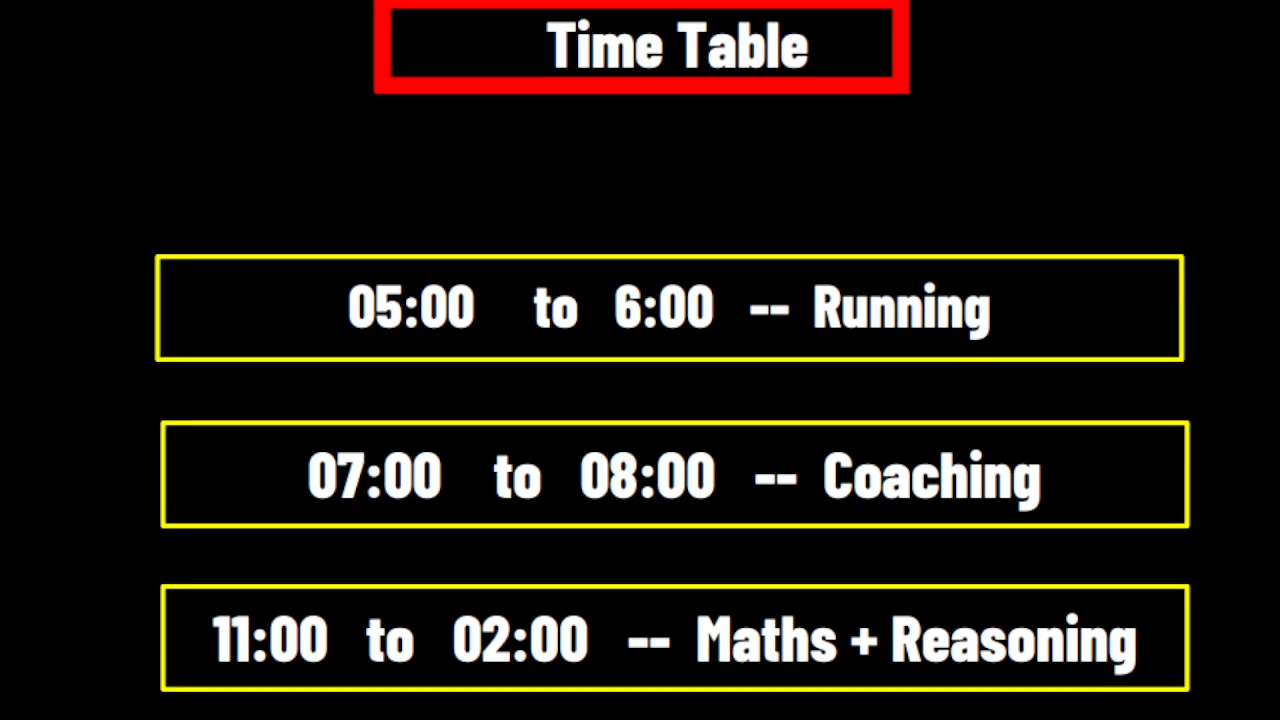 Time Table
05:00 to 6:00 -- Running
07:00 to 08:00 -- Coaching
11:00 to 02:00 -- Maths + Reasoning